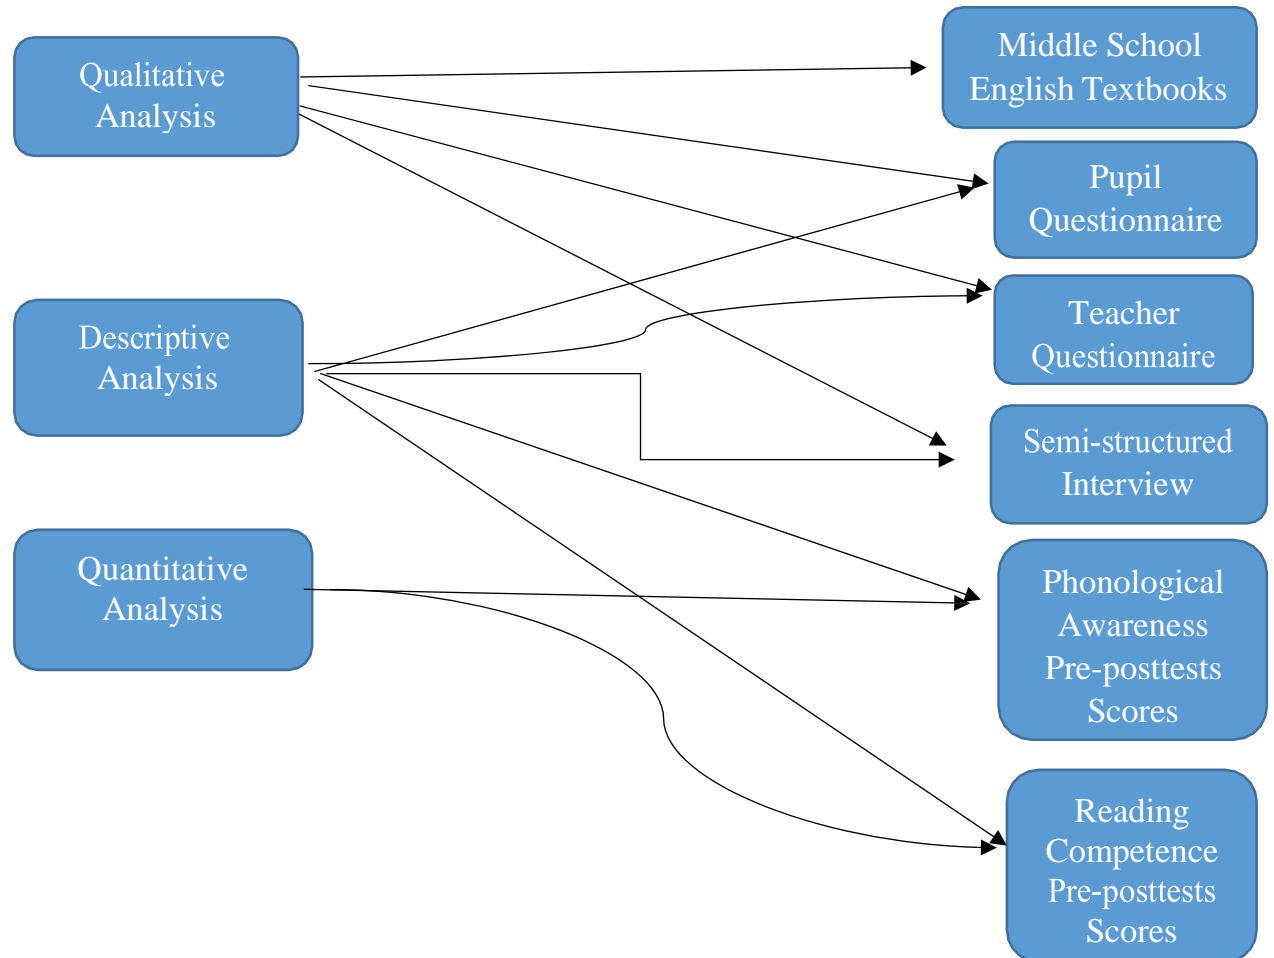 Qualitative
Analysis
Descriptive
Analysis
Quantitative
Analysis
Middle School
English Textbooks
Pupil
Questionnaire
Teacher
Questionnaire
Semi-structured
Interview
Phonological
Awareness
Pre-posttests
Scores
Reading
Competence
Pre-posttests
Scores